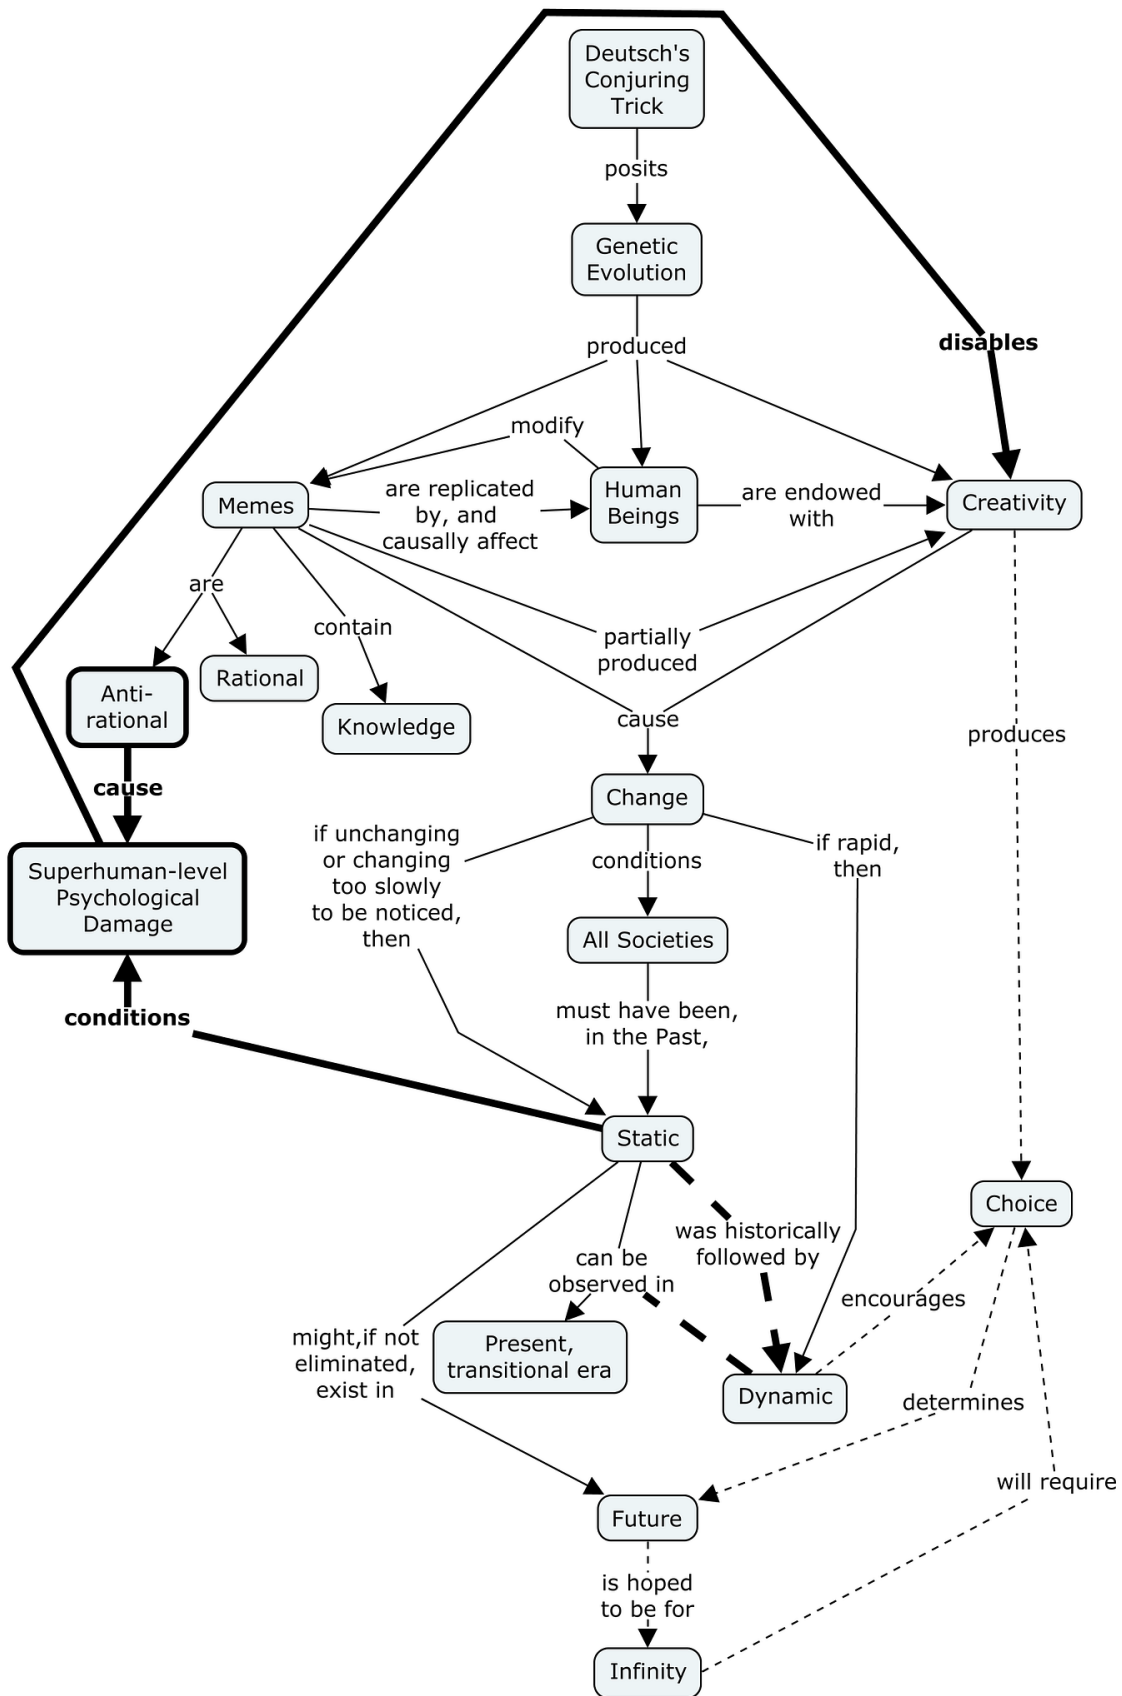 Deutsch's
Conjuring
Trick
posits
Genetic
Evolution
produced
disables
modify
Memes
are replicated
by, and
causally affect
Human
Beings
are endowed
with
Creativity
are
contain
partially
produced
Anti-
rational
Rational
Knowledge
cause
produces
cause
Change
if unchanging
or changing
too slowly
to be noticed,
then
conditions
if rapid,
then
Superhuman-level
Psychological
Damage
All Societies
conditions
must have been,
in the Past,
Static
Choice
was historically
followed by
can be
observed in
encourages
might,if not
eliminated,
exist in
Present,
transitional era
Dynamic
determines
will require
Future
is hoped
to be for
Infinity